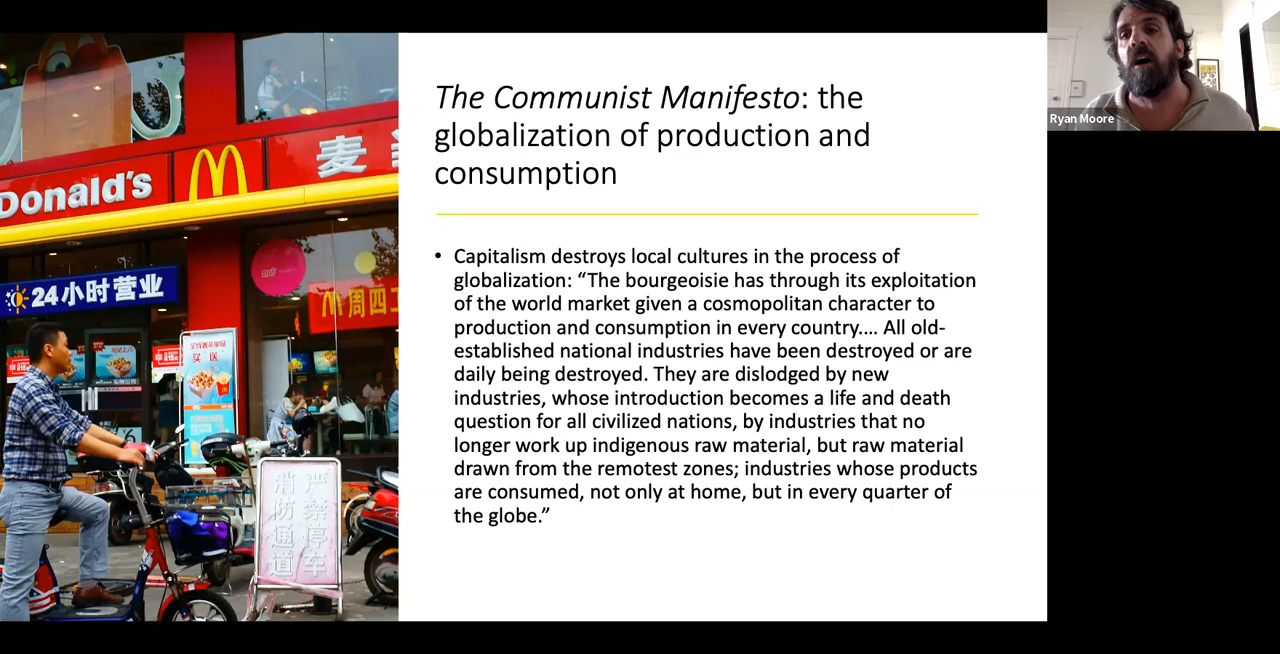 The Communist Manifesto: the
globalization of production and
consumption
• Capitalism destroys local cultures in the process of
globalization: “The bourgeoisie has through its exploitation
of the world market given a cosmopolitan character to
production and consumption in every country.... All old-
established national industries have been destroyed or are
daily being destroyed. They are dislodged by new
industries, whose introduction becomes a life and death
question for all civilized nations, by industries that no
longer work up indigenous raw material, but raw material
drawn from the remotest zones; industries whose products
are consumed, not only at home, but in every quarter of
the globe.”
Donald's
麦
24小时营业
周四
买 送
严禁停车
消防通道
Ryan Moore